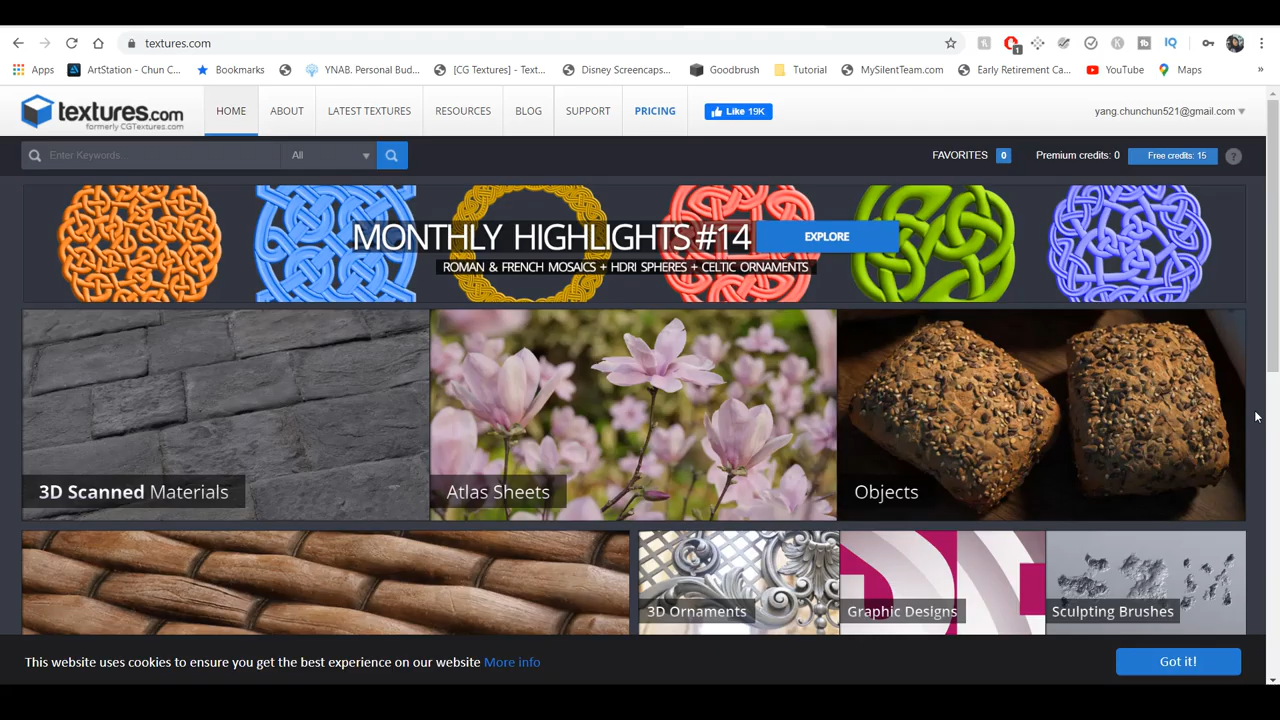 textures.com
1
Apps
ArtStation - Chun C...
Bookmarks
YNAB. Personal Bud...
[CG Textures] - Text...
Disney Screencaps...
Goodbrush
Tutorial
MySilentTeam.com
Early Retirement Ca...
YouTube
Maps
»
textures.com
formerly CGTextures.com
HOME
ABOUT
LATEST TEXTURES
RESOURCES
BLOG
SUPPORT
PRICING
Like 19K
yang.chunchun521@gmail.com
Enter Keywords
All
FAVORITES 0
Premium credits: 0
Free credits: 15
?
MONTHLY HIGHLIGHTS #14
EXPLORE
ROMAN & FRENCH MOSAICS + HDRI SPHERES + CELTIC ORNAMENTS
3D Scanned Materials
Atlas Sheets
Objects
3D Ornaments
Graphic Designs
Sculpting Brushes
This website uses cookies to ensure you get the best experience on our website More info
Got it!